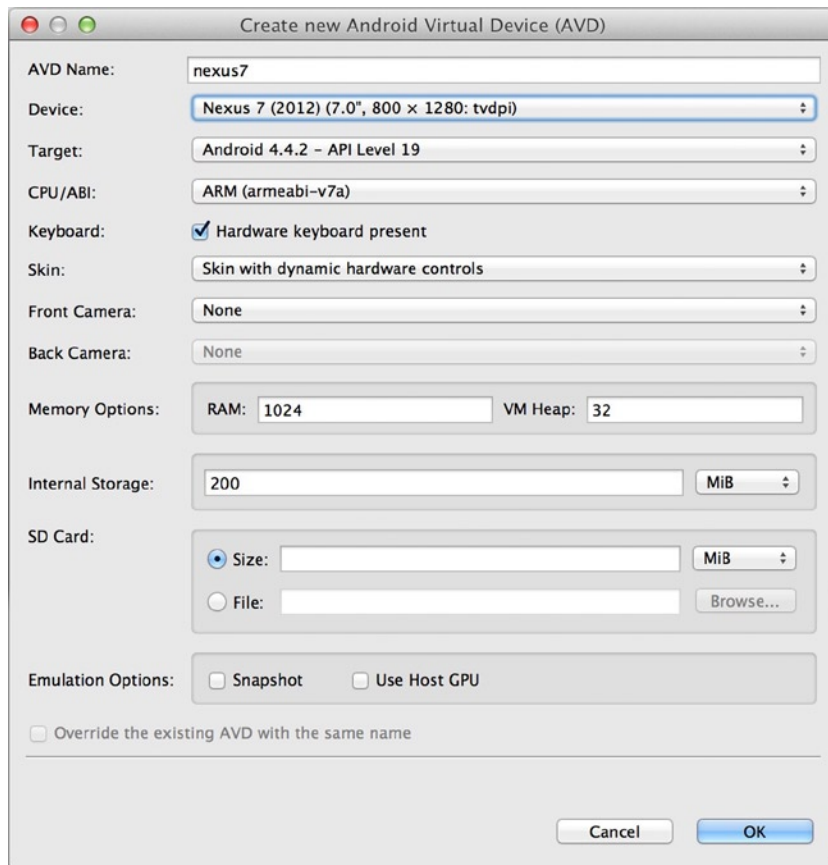 Create new Android Virtual Device (AVD)
AVD Name: nexus7
Device: Nexus 7 (2012) (7.0", 800 × 1280: tvdpi)
Target: Android 4.4.2 – API Level 19
CPU/ABI: ARM (armeabi-v7a)
Keyboard: Hardware keyboard present
Skin: Skin with dynamic hardware controls
Front Camera: None
Back Camera: None
Memory Options: RAM: 1024 VM Heap: 32
Internal Storage: 200 MiB
SD Card:
Size: MiB
File: Browse...
Emulation Options: Snapshot Use Host GPU
Override the existing AVD with the same name
Cancel OK